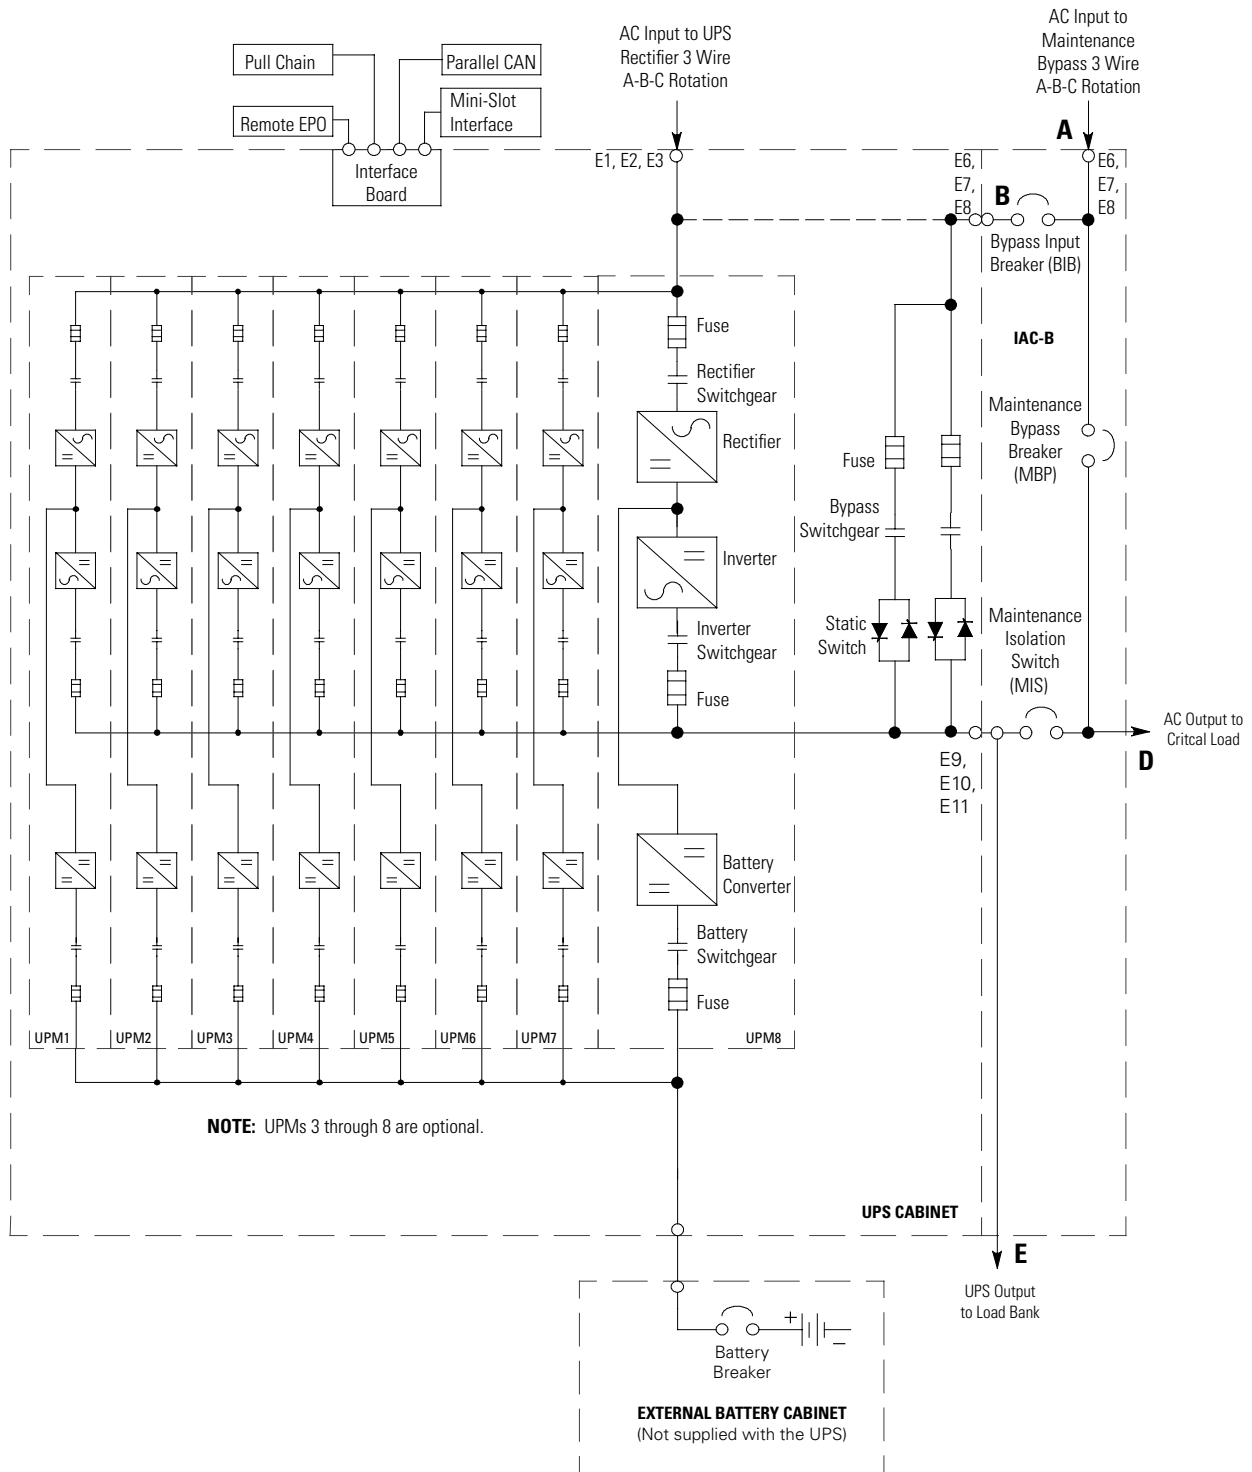 AC Input to UPS
Rectifier 3 Wire
A-B-C Rotation
AC Input to
Maintenance
Bypass 3 Wire
A-B-C Rotation
Pull Chain
Parallel CAN
Remote EPO
Mini-Slot
Interface
Interface
Board
E1, E2, E3
A
E6,
E7,
E8
B
E6,
E7,
E8
Bypass Input
Breaker (BIB)
IAC-B
Fuse
Rectifier
Switchgear
Rectifier
Inverter
Inverter
Switchgear
Fuse
Fuse
Bypass
Switchgear
Static
Switch
Maintenance
Bypass
Breaker
(MBP)
Maintenance
Isolation
Switch
(MIS)
AC Output to
Critcal Load
D
E9,
E10,
E11
Battery
Converter
Battery
Switchgear
Fuse
UPM1
UPM2
UPM3
UPM4
UPM5
UPM6
UPM7
UPM8
NOTE: UPMs 3 through 8 are optional.
UPS CABINET
E
UPS Output
to Load Bank
+
−
Battery
Breaker
EXTERNAL BATTERY CABINET
(Not supplied with the UPS)